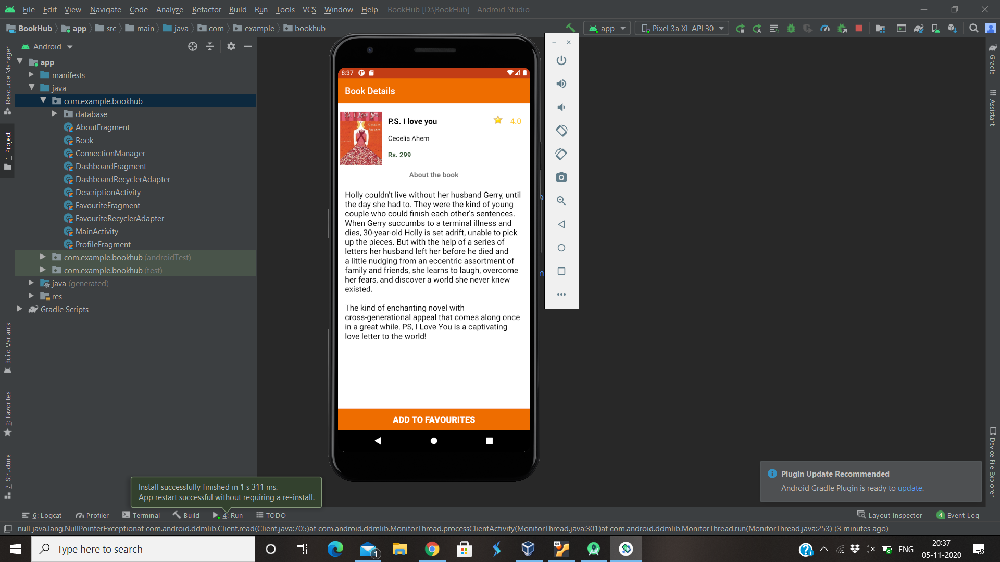 File Edit View Navigate Code Analyze Refactor Build Run Tools VCS Window Help BookHub [D:\BookHub] - Android Studio
BookHub app src main java com example bookhub
app Pixel 3a XL API 30
Android
app
manifests
java
com.example.bookhub
database
AboutFragment
Book
ConnectionManager
DashboardFragment
DashboardRecyclerAdapter
DescriptionActivity
FavouriteFragment
FavouriteRecyclerAdapter
MainActivity
ProfileFragment
com.example.bookhub (androidTest)
com.example.bookhub (test)
java (generated)
res
Gradle Scripts
Resource Manager
1: Project
Build Variants
2: Favorites
7: Structure
8:37
Book Details
P.S. I Love You
CECELIA
AHERN
P.S. I love you
4.0
Cecelia Ahem
Rs. 299
About the book
Holly couldn't live without her husband Gerry, until
the day she had to. They were the kind of young
couple who could finish each other's sentences.
When Gerry succumbs to a terminal illness and
dies, 30-year-old Holly is set adrift, unable to pick
up the pieces. But with the help of a series of
letters her husband left her before he died and
a little nudging from an eccentric assortment of
family and friends, she learns to laugh, overcome
her fears, and discover a world she never knew
existed.
The kind of enchanting novel with
cross-generational appeal that comes along once
in a great while, PS, I Love You is a captivating
love letter to the world!
ADD TO FAVOURITES
Gradle
Assistant
Device File Explorer
Plugin Update Recommended
Android Gradle Plugin is ready to update.
Install successfully finished in 1 s 311 ms.
App restart successful without requiring a re-install.
6: Logcat Profiler Terminal Build 4: Run TODO Layout Inspector 4 Event Log
null java.lang.NullPointerExceptionat com.android.ddmlib.Client.read(Client.java:705)at com.android.ddmlib.MonitorThread.processClientActivity(MonitorThread.java:301)at com.android.ddmlib.MonitorThread.run(MonitorThread.java:253) (3 minutes ago)
Type here to search
1
64
ENG
20:37
05-11-2020